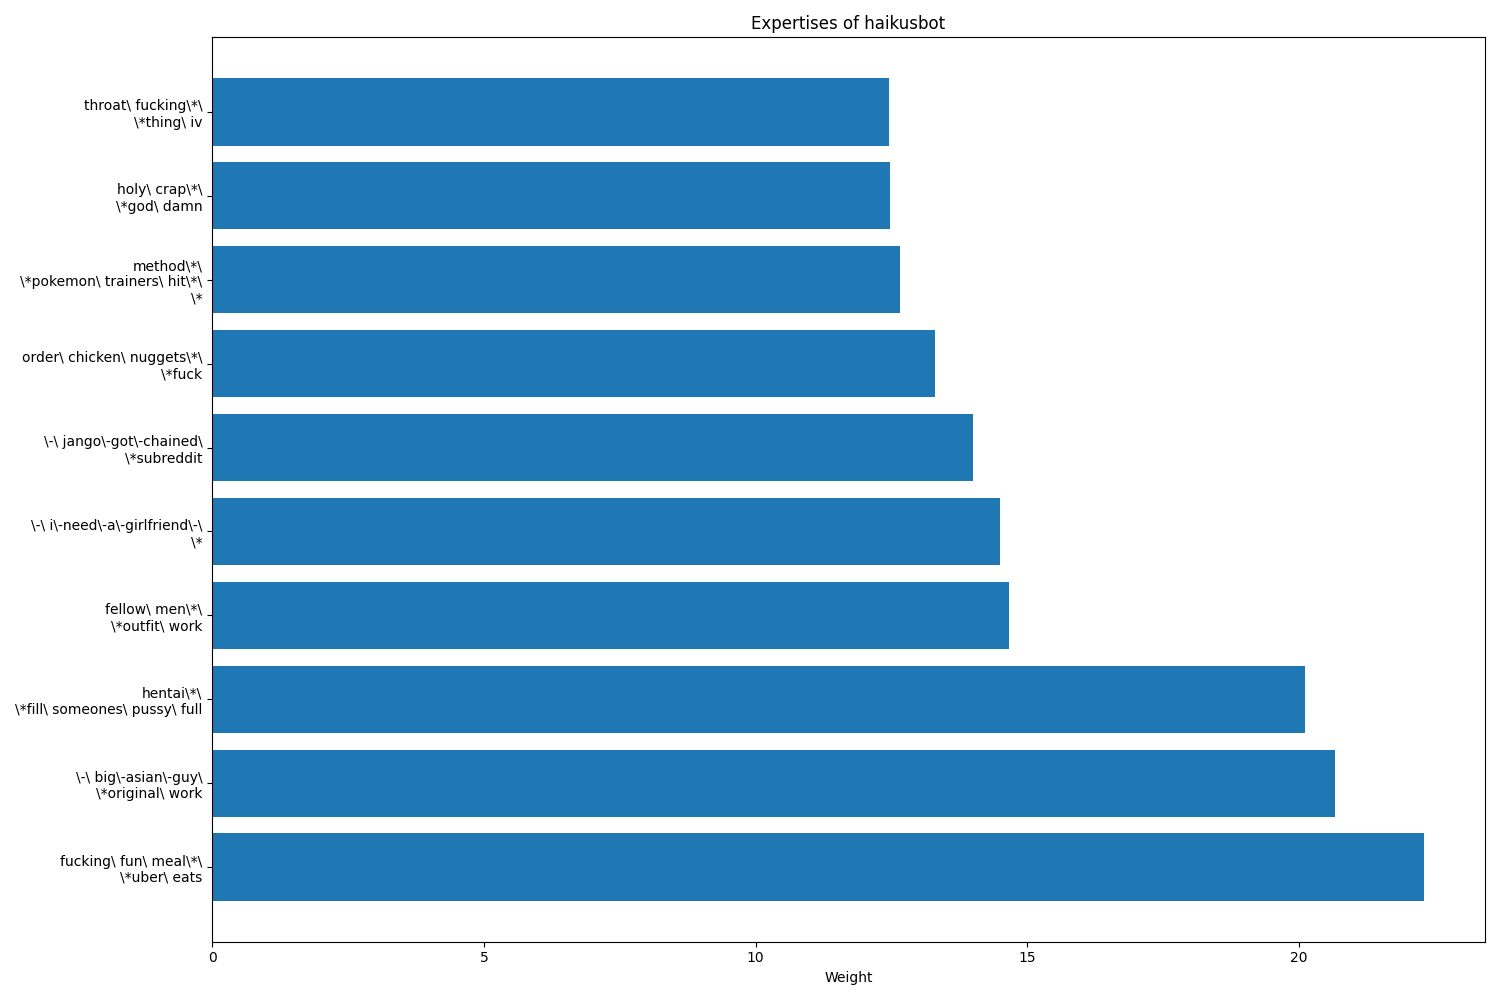 Expertises of haikusbot
throat\ fucking\*\
\*thing\ iv
holy\ crap\*\
\*god\ damn
method\*\
\*pokemon\ trainers\ hit\*\
\*
order\ chicken\ nuggets\*\
\*fuck
\-\ jango\-got\-chained\
\*subreddit
\-\ i\-need\-a\-girlfriend\-\
\*
fellow\ men\*\
\*outfit\ work
hentai\*\
\*fill\ someones\ pussy\ full
\-\ big\-asian\-guy\
\*original\ work
fucking\ fun\ meal\*\
\*uber\ eats
0 5 10 15 20
Weight